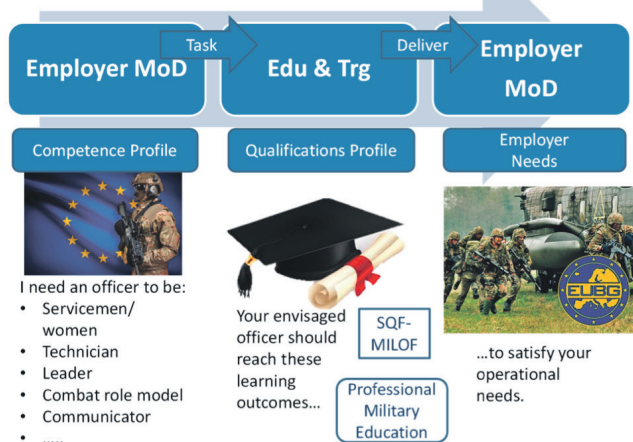 Task
Deliver
Employer MoD
Edu & Trg
Employer
MoD
Competence Profile
Qualifications Profile
Employer
Needs
I need an officer to be:
• Servicemen/
women
• Technician
• Leader
• Combat role model
• Communicator
• .....
Your envisaged
officer should
reach these
learning
outcomes...
SQF-
MILOF
Professional
Military
Education
EUBG
...to satisfy your
operational
needs.